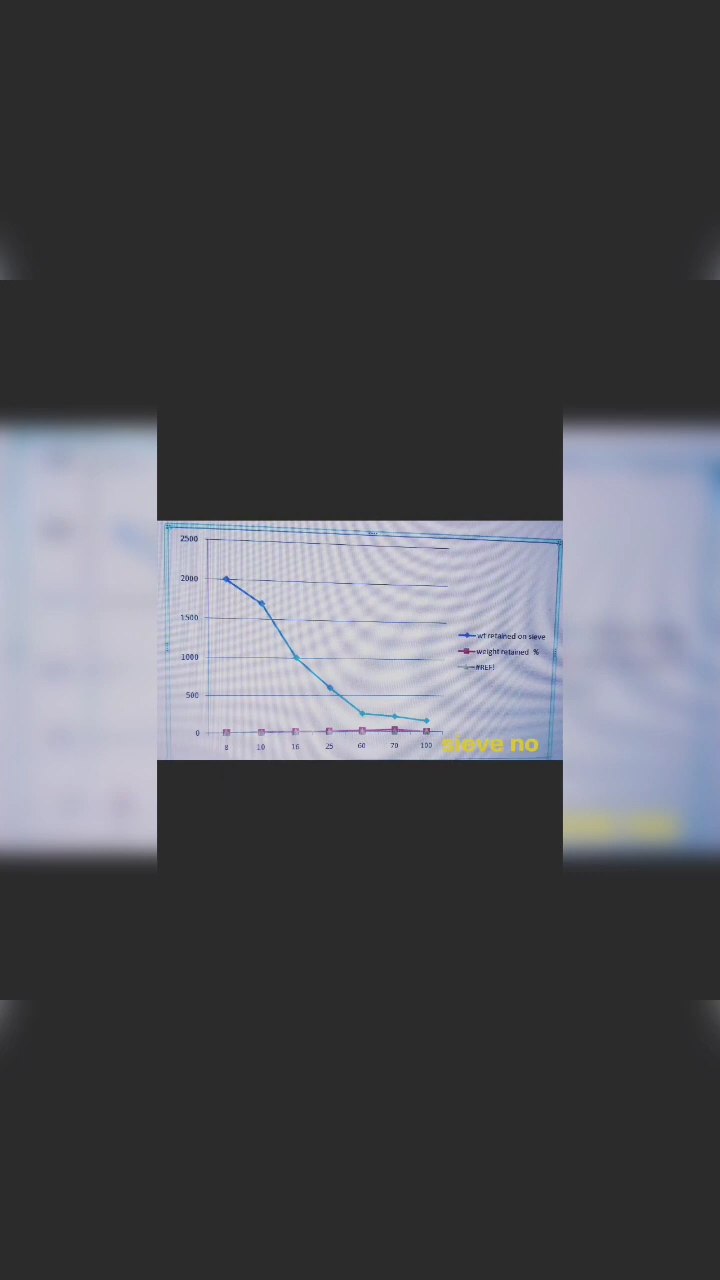 2500
2000
1500
1000
500
0
8 10 16 25 60 70 100
wt retained on sieve
weight retained %
#REF!
sieve no